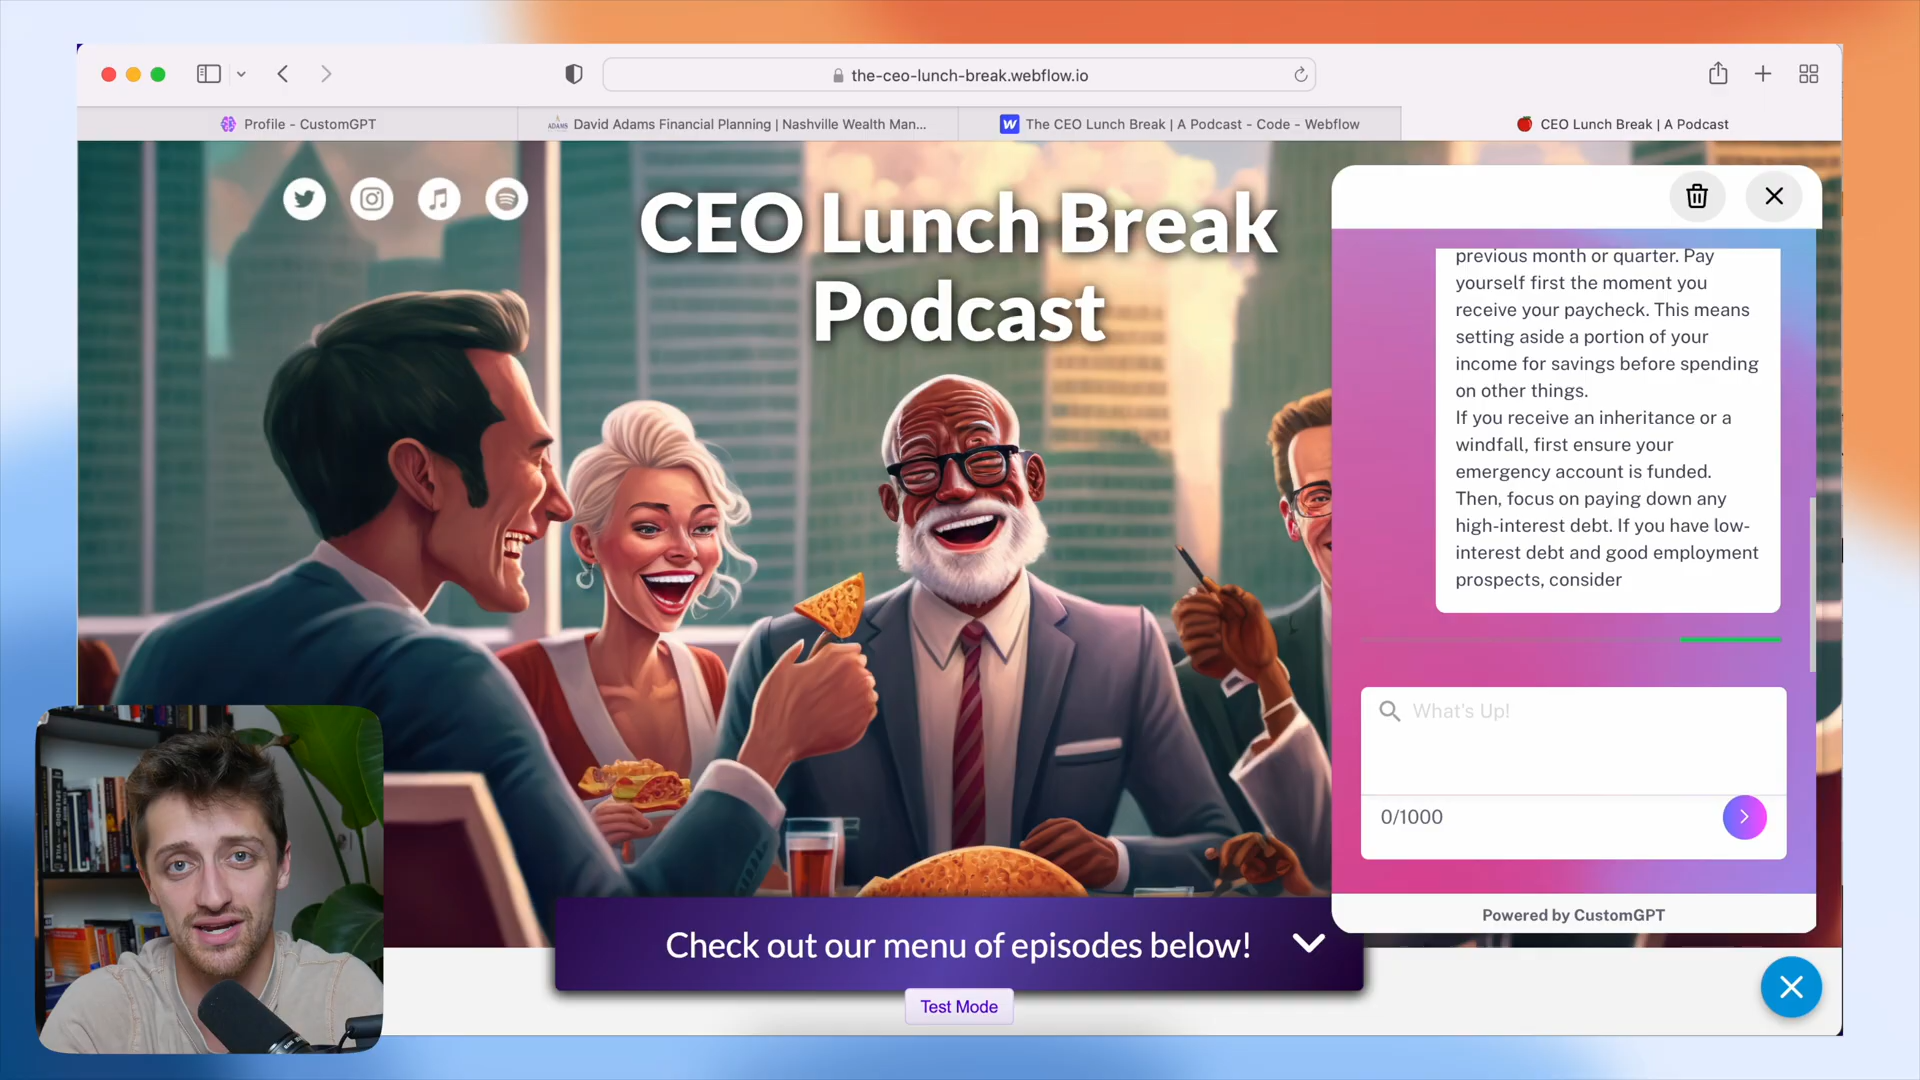 the-ceo-lunch-break.webflow.io
Profile - CustomGPT
ADAMS
David Adams Financial Planning | Nashville Wealth Man...
W
The CEO Lunch Break | A Podcast - Code - Webflow
CEO Lunch Break | A Podcast
CEO Lunch Break
Podcast
previous month or quarter. Pay
yourself first the moment you
receive your paycheck. This means
setting aside a portion of your
income for savings before spending
on other things.
If you receive an inheritance or a
windfall, first ensure your
emergency account is funded.
Then, focus on paying down any
high-interest debt. If you have low-
interest debt and good employment
prospects, consider
What's Up!
0/1000
Powered by CustomGPT
Check out our menu of episodes below!
Test Mode